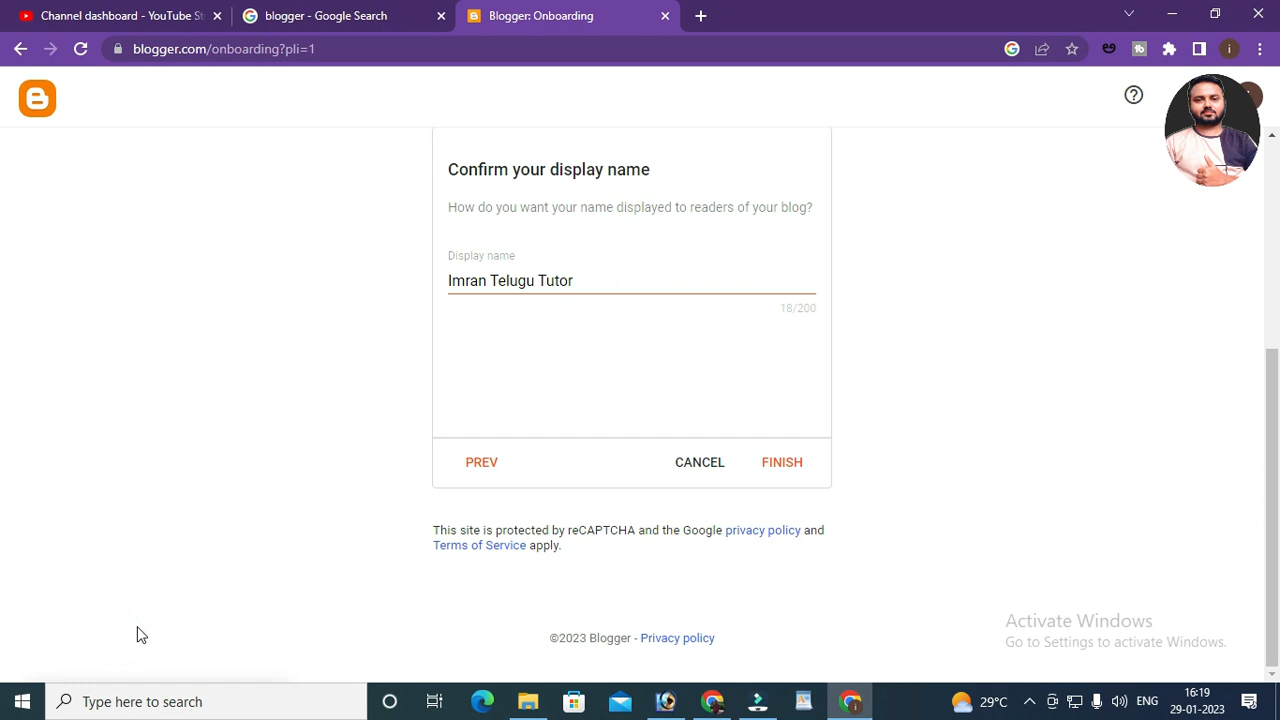 Channel dashboard - YouTube St
blogger - Google Search
Blogger: Onboarding
blogger.com/onboarding?pli=1
Confirm your display name
How do you want your name displayed to readers of your blog?
Display name
Imran Telugu Tutor
18/200
PREV
CANCEL
FINISH
This site is protected by reCAPTCHA and the Google privacy policy and
Terms of Service apply.
©2023 Blogger - Privacy policy
Activate Windows
Go to Settings to activate Windows.
Type here to search
29°C
ENG
16:19
29-01-2023